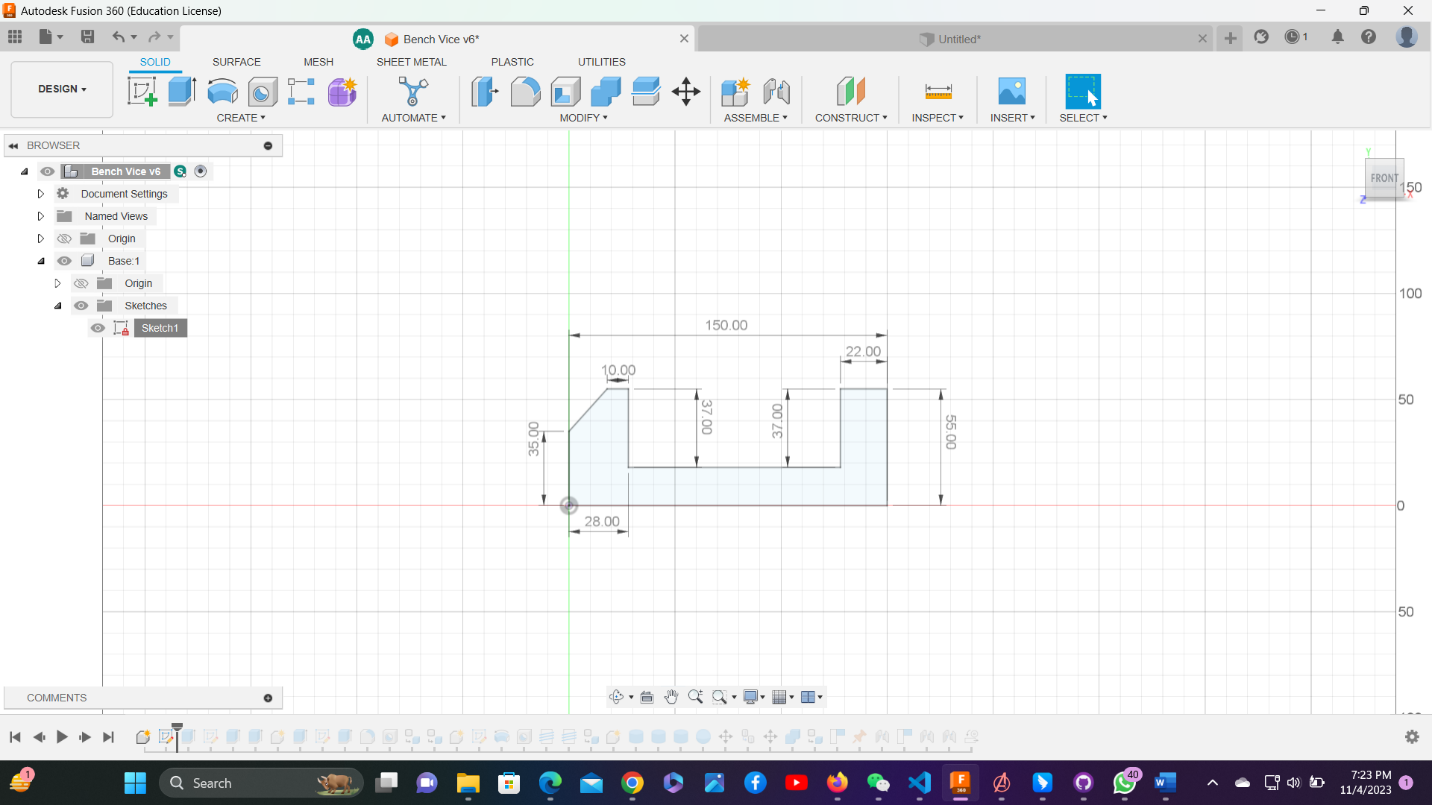 Autodesk Fusion 360 (Education License)
AA
Bench Vice v6*
Untitled*
1
SOLID
SURFACE
MESH
SHEET METAL
PLASTIC
UTILITIES
DESIGN
CREATE
AUTOMATE
MODIFY
ASSEMBLE
CONSTRUCT
INSPECT
INSERT
SELECT
BROWSER
Bench Vice v6
S
Document Settings
Named Views
Origin
Base:1
Origin
Sketches
Sketch1
Y
FRONT
Z
X
150
100
50
0
50
150.00
22.00
10.00
37.00
37.00
35.00
55.00
28.00
COMMENTS
1
Search
40
F
360
7:23 PM
11/4/2023
1